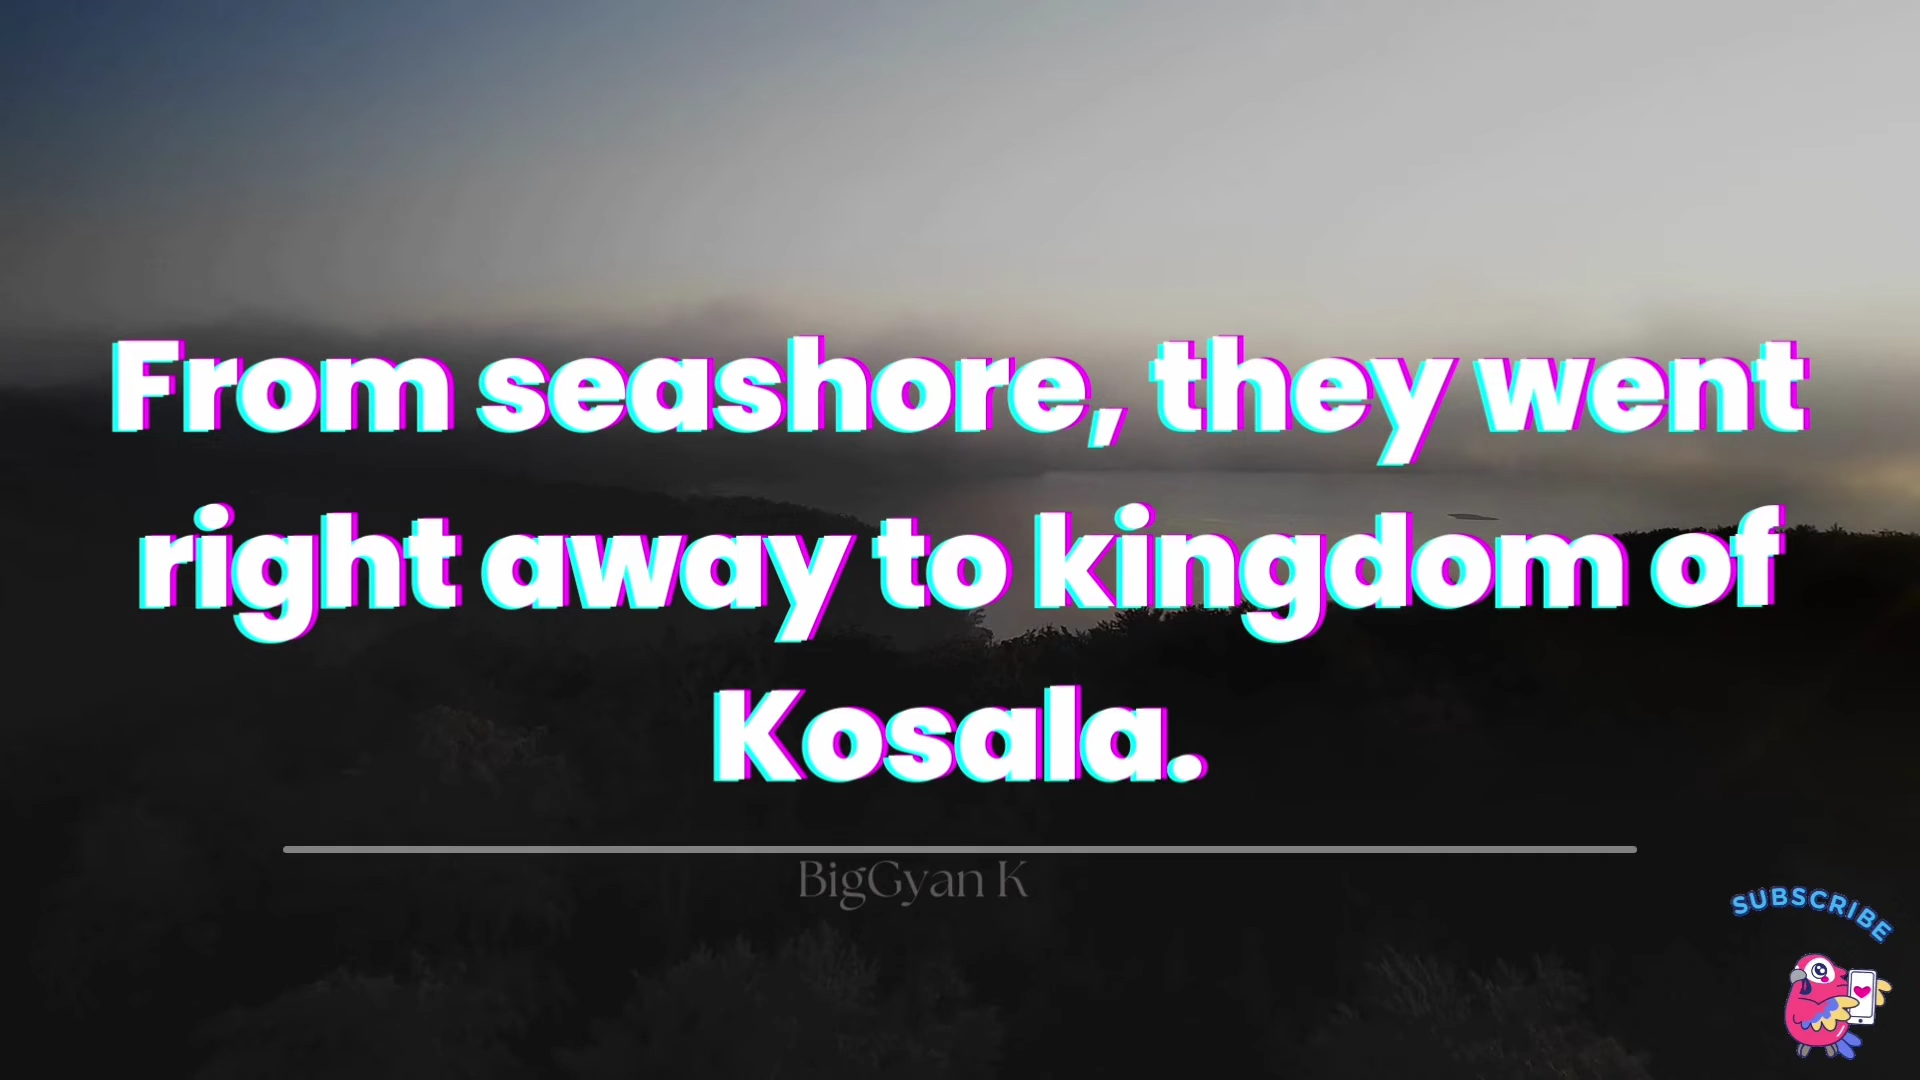 From seashore, they went
right away to kingdom of
Kosala.
BigGyan K
SUBSCRIBE